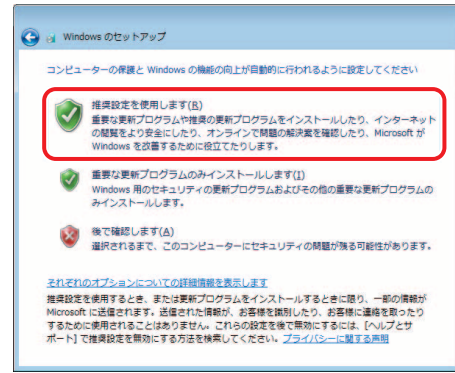 Windows のセットアップ
コンピューターの保護と Windows の機能の向上が自動的に行われるように設定してください
推奨設定を使用します(R)
重要な更新プログラムや推奨の更新プログラムをインストールしたり、インターネット
の閲覧をより安全にしたり、オンラインで問題の解決案を確認したり、Microsoft が
Windows を改善するために役立てたりします。
重要な更新プログラムのみインストールします(I)
Windows 用のセキュリティの更新プログラムおよびその他の重要な更新プログラムの
みインストールします。
後で確認します(A)
選択されるまで、このコンピューターにセキュリティの問題が残る可能性があります。
それぞれのオプションについての詳細情報を表示します
推奨設定を使用するとき、または更新プログラムをインストールするときに限り、一部の情報が
Microsoft に送信されます。送信された情報が、お客様を識別したり、お客様に連絡を取ったり
するために使用されることはありません。これらの設定を後で無効にするには、[ヘルプとサ
ポート] で推奨設定を無効にする方法を検索してください。プライバシーに関する声明